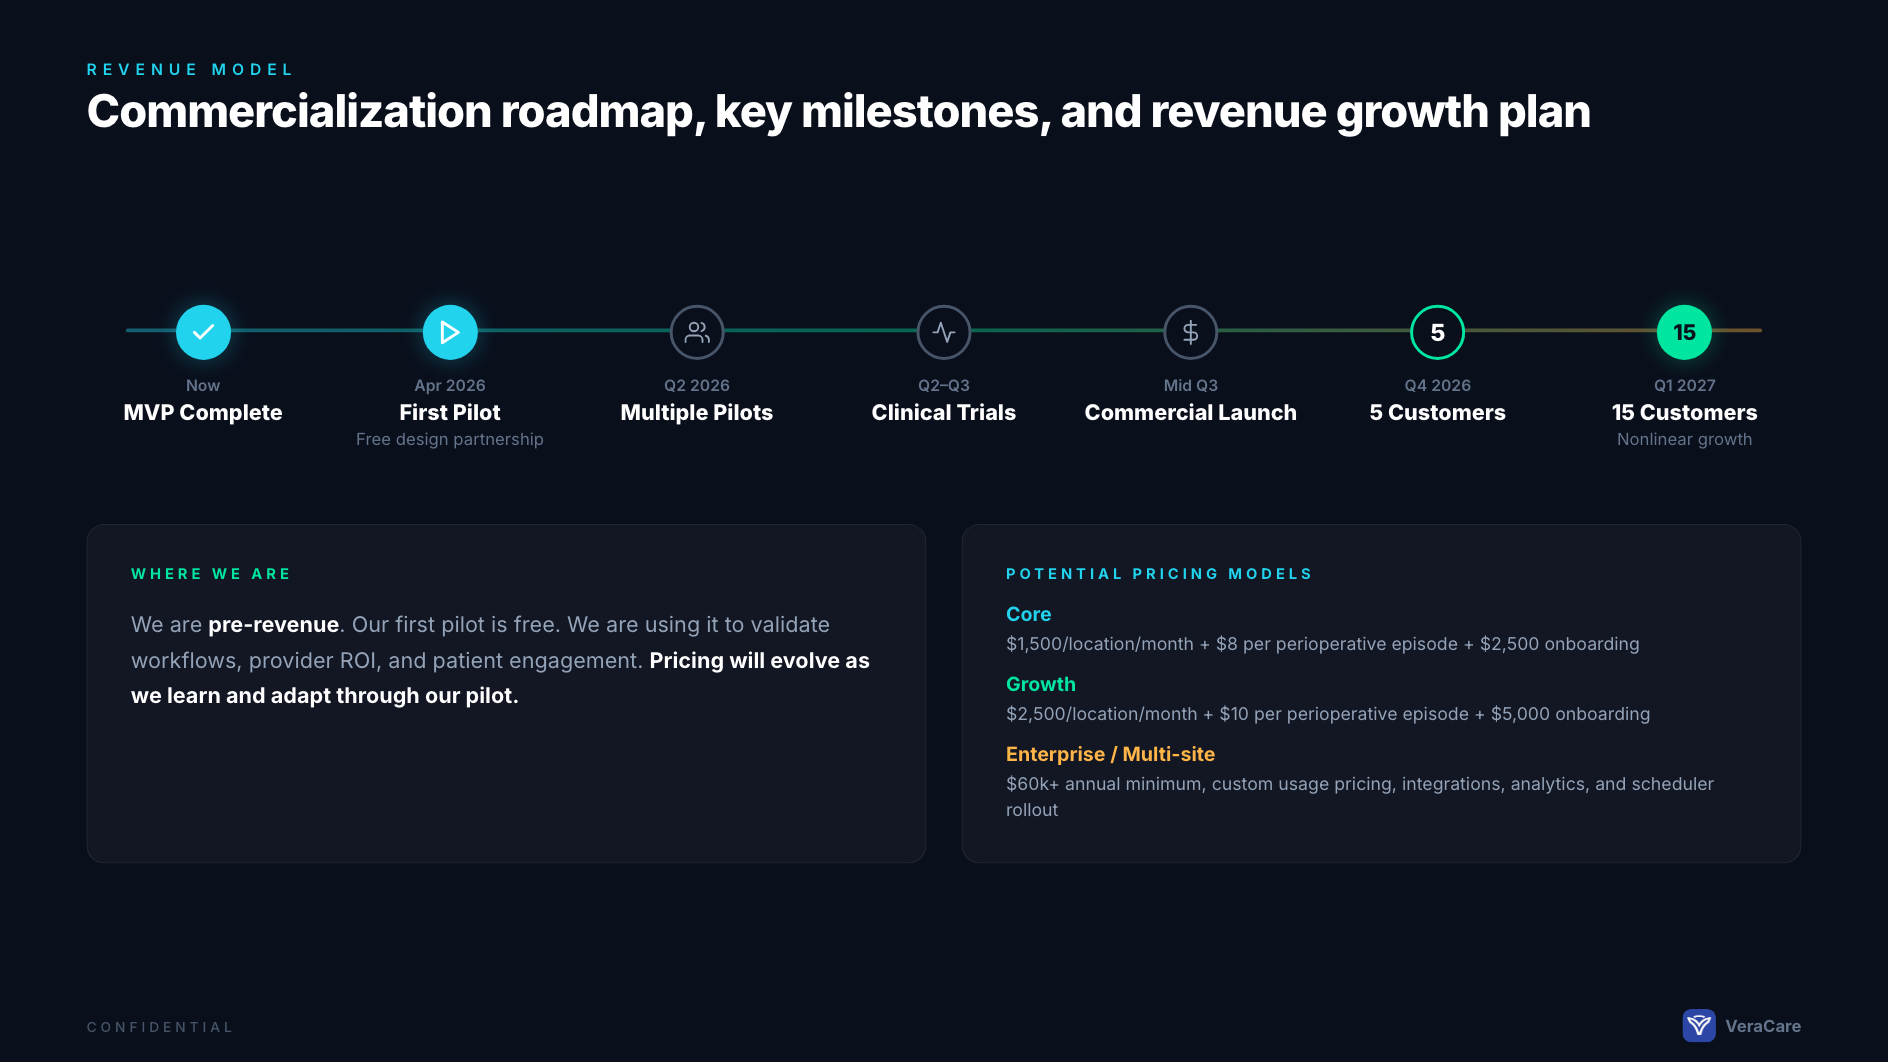 REVENUE MODEL
Commercialization roadmap, key milestones, and revenue growth plan
Now
MVP Complete
Apr 2026
First Pilot
Free design partnership
Q2 2026
Multiple Pilots
Q2–Q3
Clinical Trials
Mid Q3
Commercial Launch
5
Q4 2026
5 Customers
15
Q1 2027
15 Customers
Nonlinear growth
WHERE WE ARE
We are pre-revenue. Our first pilot is free. We are using it to validate
workflows, provider ROI, and patient engagement. Pricing will evolve as
we learn and adapt through our pilot.
POTENTIAL PRICING MODELS
Core
$1,500/location/month + $8 per perioperative episode + $2,500 onboarding
Growth
$2,500/location/month + $10 per perioperative episode + $5,000 onboarding
Enterprise / Multi-site
$60k+ annual minimum, custom usage pricing, integrations, analytics, and scheduler
rollout
CONFIDENTIAL
VeraCare